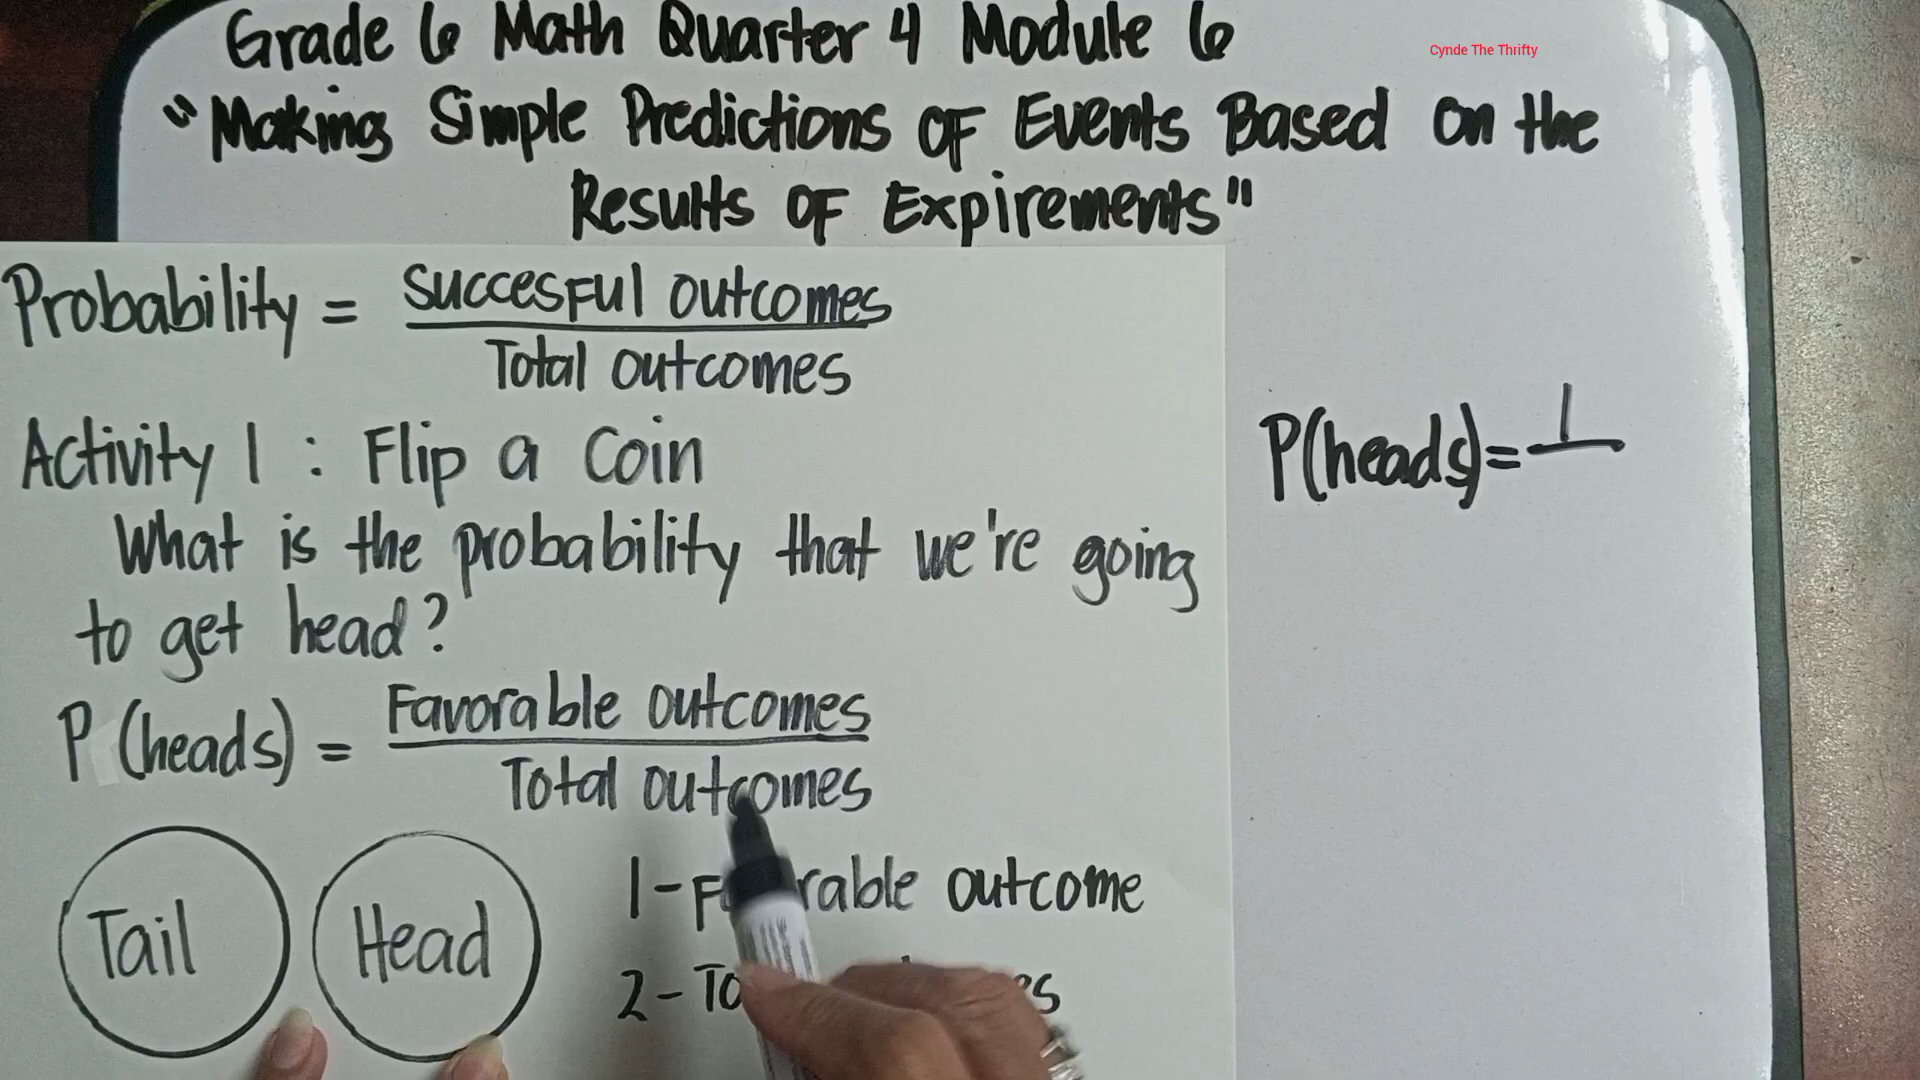 Grade 6 Math Quarter 4 Module 6
Cynde The Thrifty
"Making Simple Predictions OF Events Based on the
Results OF Expirements"
Probability = Succesful outcomes
Total outcomes
Activity 1 : Flip a Coin
What is the probability that we're going
to get head?
P (heads) = Favorable outcomes
Total outcomes
Tail
Head
1 - outcome
2 -
P(heads) = 1